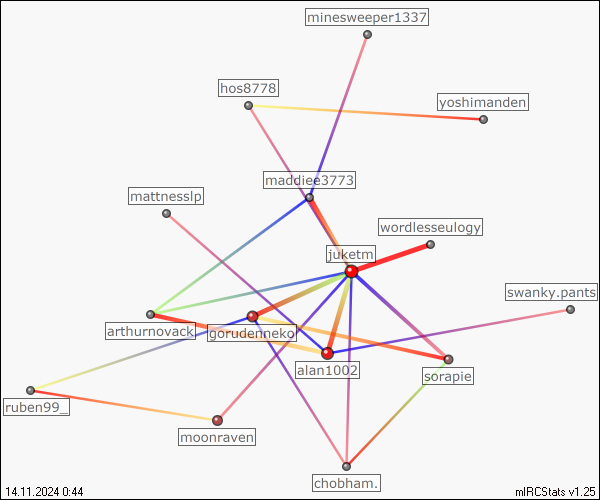 minesweeper1337
hos8778
yoshimanden
maddiee3773
mattnesslp
wordlesseulogy
juketm
swanky.pants
arthurnovack
gorudenneko
alan1002
sorapie
ruben99_
moonraven
chobham.
14.11.2024 0:44
mIRCStats v1.25